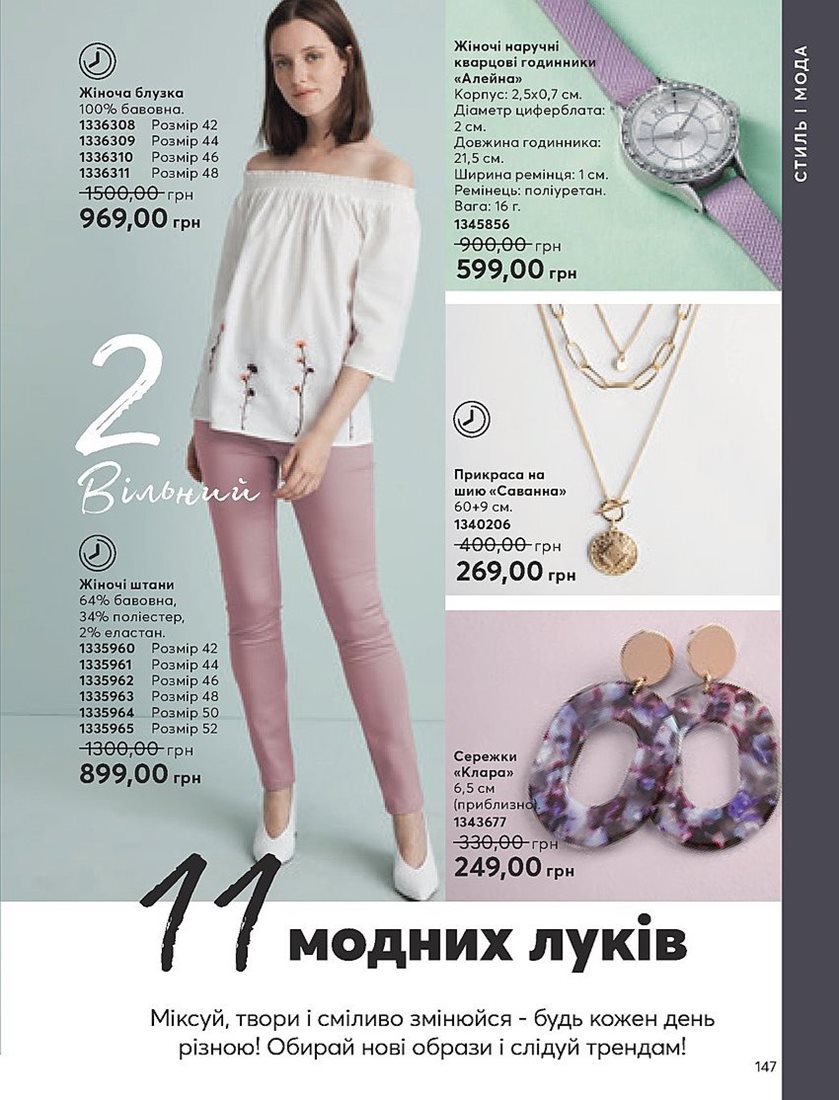 Жіноча блузка
100% бавовна.
1336308 Розмір 42
1336309 Розмір 44
1336310 Розмір 46
1336311 Розмір 48
1500,00 грн
969,00 грн
2
Вільний
Жіночі штани
64% бавовна,
34% поліестер,
2% еластан.
1335960 Розмір 42
1335961 Розмір 44
1335962 Розмір 46
1335963 Розмір 48
1335964 Розмір 50
1335965 Розмір 52
1300,00 грн
899,00 грн
Жіночі наручні
кварцові годинники
«Алейна»
Корпус: 2,5х0,7 см.
Діаметр циферблата:
2 см.
Довжина годинника:
21,5 см.
Ширина ремінця: 1 см.
Ремінець: поліуретан.
Вага: 16 г.
1345856
900,00 грн
599,00 грн
Прикраса на
шию «Саванна»
60+9 см.
1340206
400,00 грн
269,00 грн
Сережки
«Клара»
6,5 см
(приблизно).
1343677
330,00 грн
249,00 грн
СТИЛЬ І МОДА
11 модних луків
Міксуй, твори і сміливо змінюйся - будь кожен день
різною! Обирай нові образи і слідуй трендам!
147